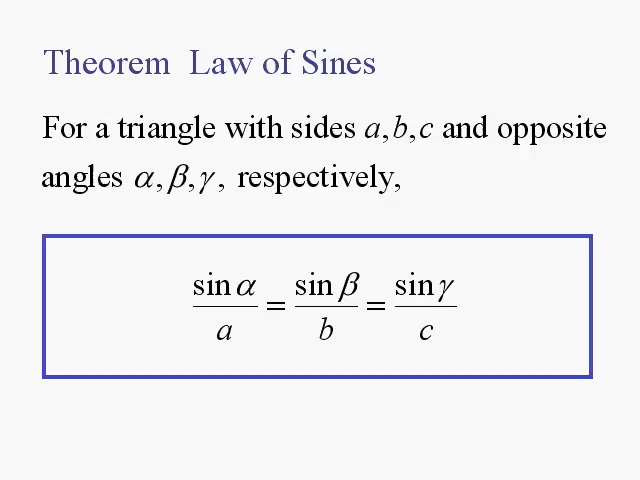 Theorem Law of Sines
For a triangle with sides a, b, c and opposite
angles α, β, γ, respectively,
sin α / a = sin β / b = sin γ / c